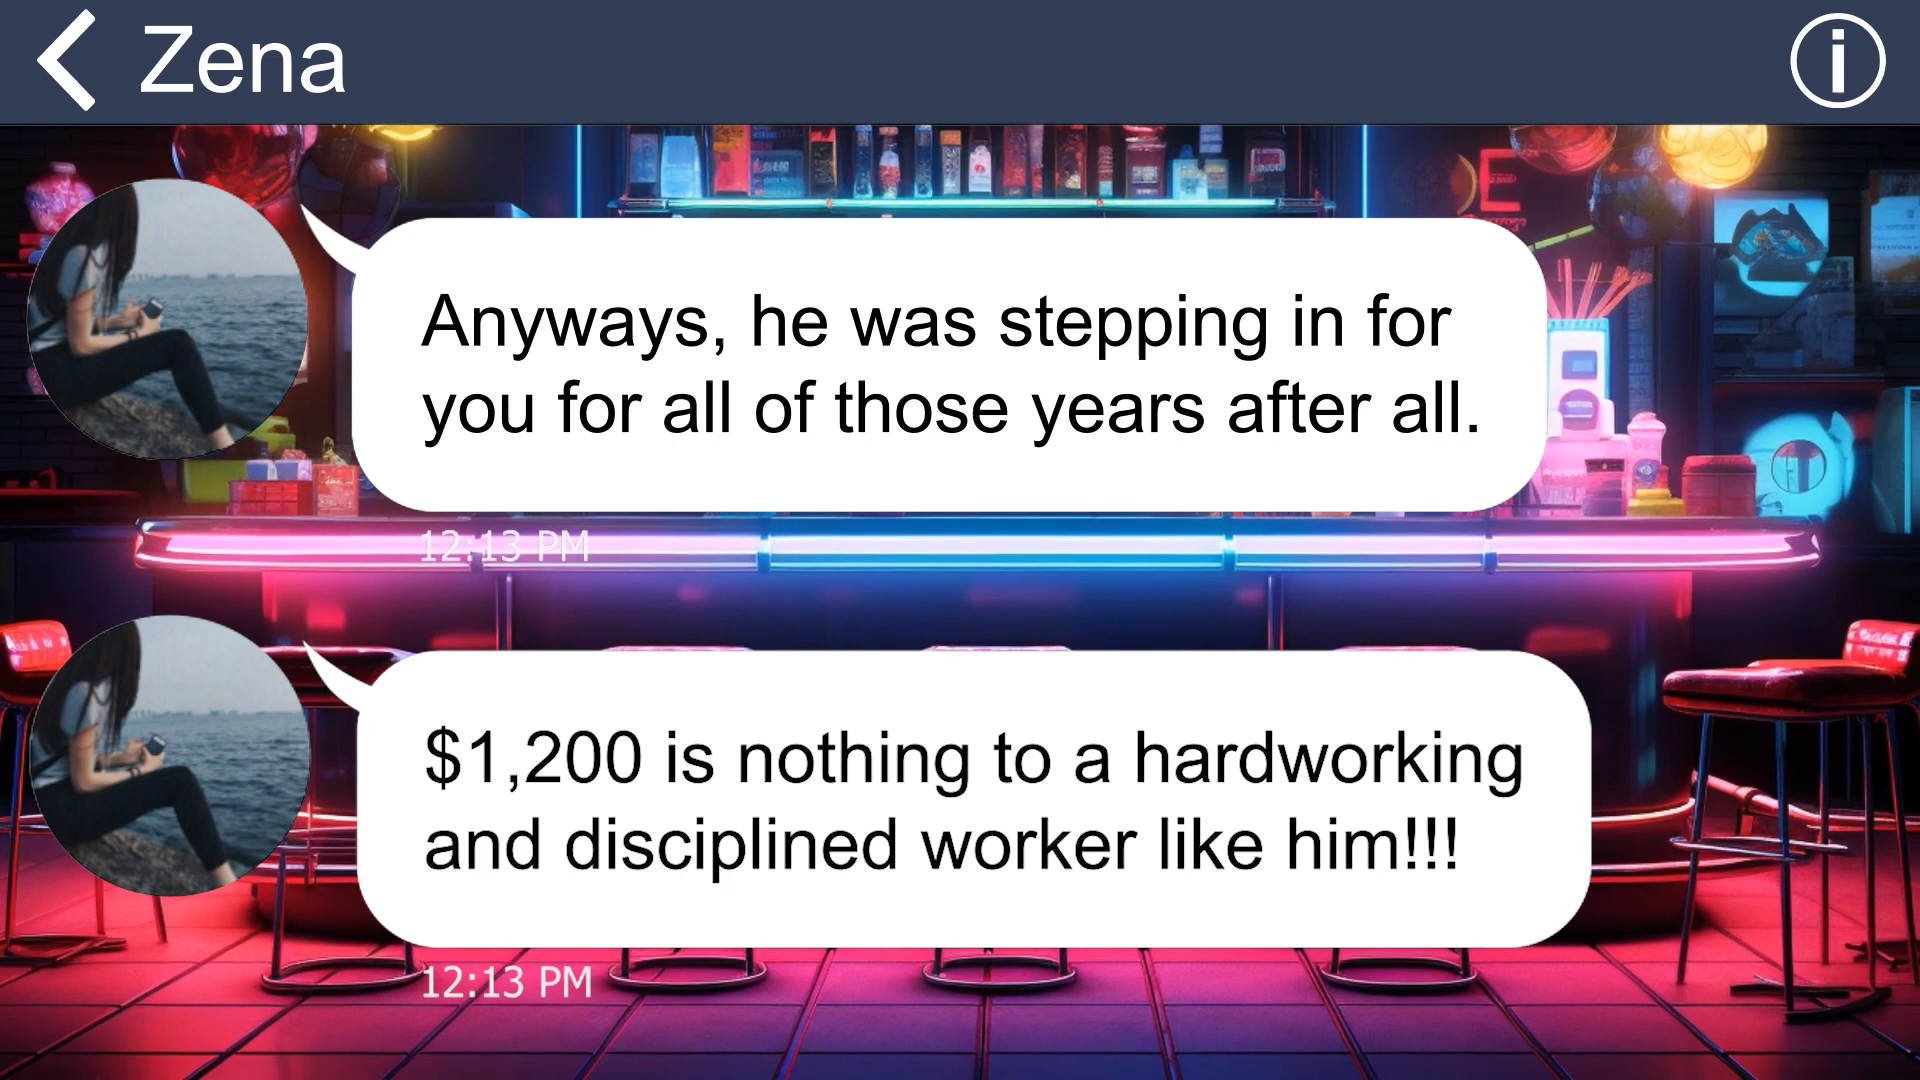 Zena
Anyways, he was stepping in for
you for all of those years after all.
12:13 PM
$1,200 is nothing to a hardworking
and disciplined worker like him!!!
12:13 PM